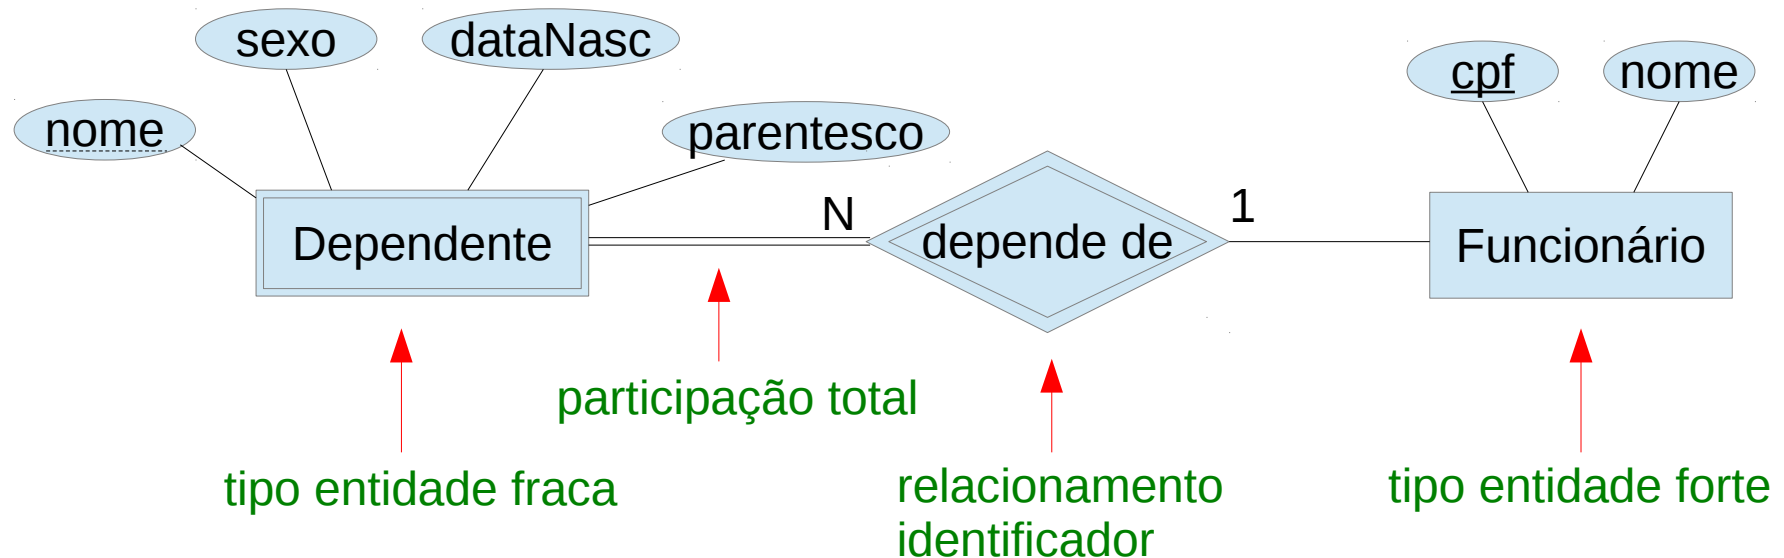 sexo
dataNasc
nome
parentesco
cpf
nome
Dependente
N
depende de
1
Funcionário
participação total
tipo entidade fraca
relacionamento
identificador
tipo entidade forte